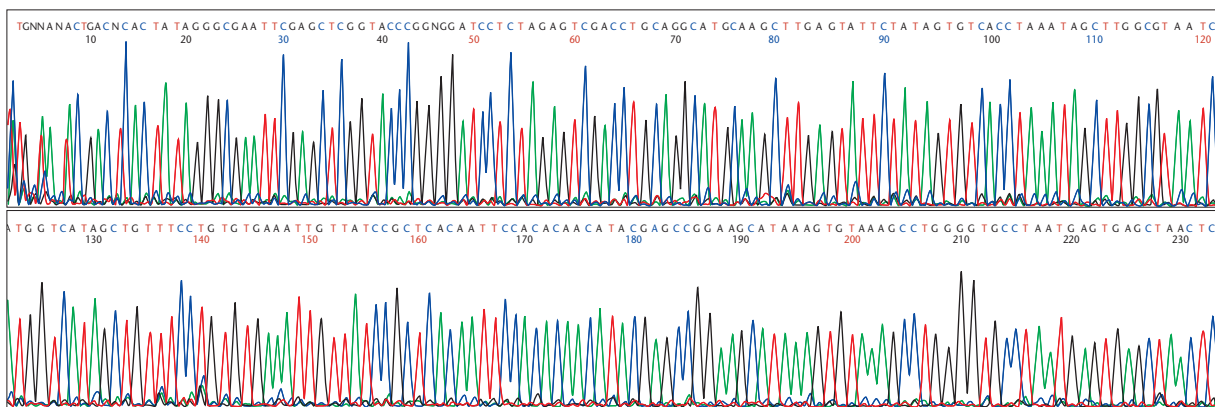 TGNNANACTGACNCACTATAGGGCGAATTCGAGCTCGGTACCCGGNGGATCCTCTAGAGTCGACCTGCAGGCATGCAAGCTTGAGTATTCTATAGTGTCACCTAAATAGCTTGGCGTAATC
10 20 30 40 50 60 70 80 90 100 110 120
ATGGTCATAGCTGTTTCCTGTGTGAAATTGTTATCCGCTCACAATTCCACACAACATACGAGCCGGAAGCATAAAGTGTAAAGCCTGGGGTGCCTAATGAGTGAGCTAACTC
130 140 150 160 170 180 190 200 210 220 230